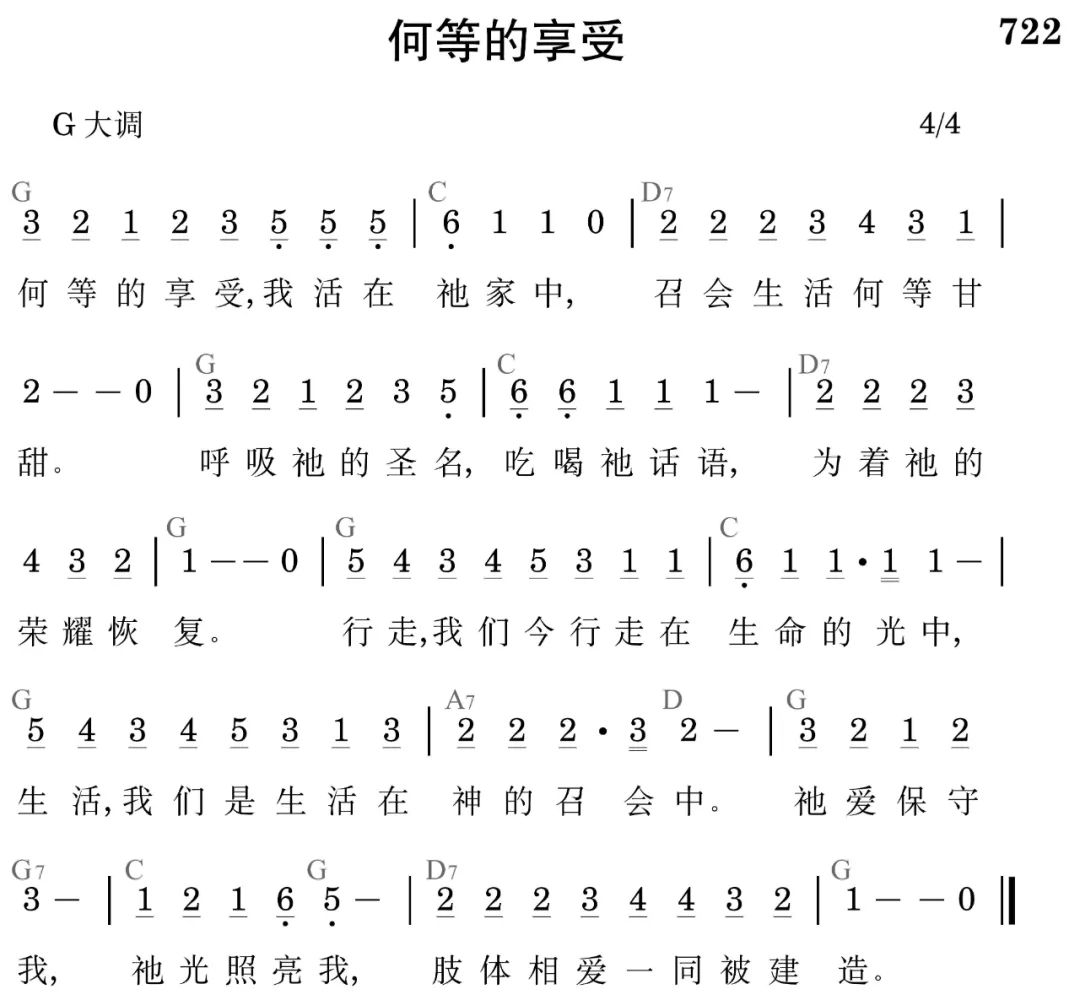 何等的享受 722
G 大调 4/4
G C D7
3 2 1 2 3 5 5 5 | 6 1 1 0 | 2 2 2 3 4 3 1 |
何等的享受,我活在 祂家中, 召会生活何等甘
G C D7
2 – – 0 | 3 2 1 2 3 5 | 6 6 1 1 1 – | 2 2 2 3
甜。 呼吸祂的圣名, 吃喝祂话语, 为着祂的
G G C
4 3 2 | 1 – – 0 | 5 4 3 4 5 3 1 1 | 6 1 1 • 1 1 – |
荣耀恢 复。 行走,我们今行走在 生命的光中,
G A7 D G
5 4 3 4 5 3 1 3 | 2 2 2 • 3 2 – | 3 2 1 2
生活,我们是生活在 神的召会中。 祂爱保守
G7 C G D7 G
3 – | 1 2 1 6 5 – | 2 2 2 3 4 4 3 2 | 1 – – 0 ‖
我, 祂光照亮我, 肢体相爱一同被建 造。